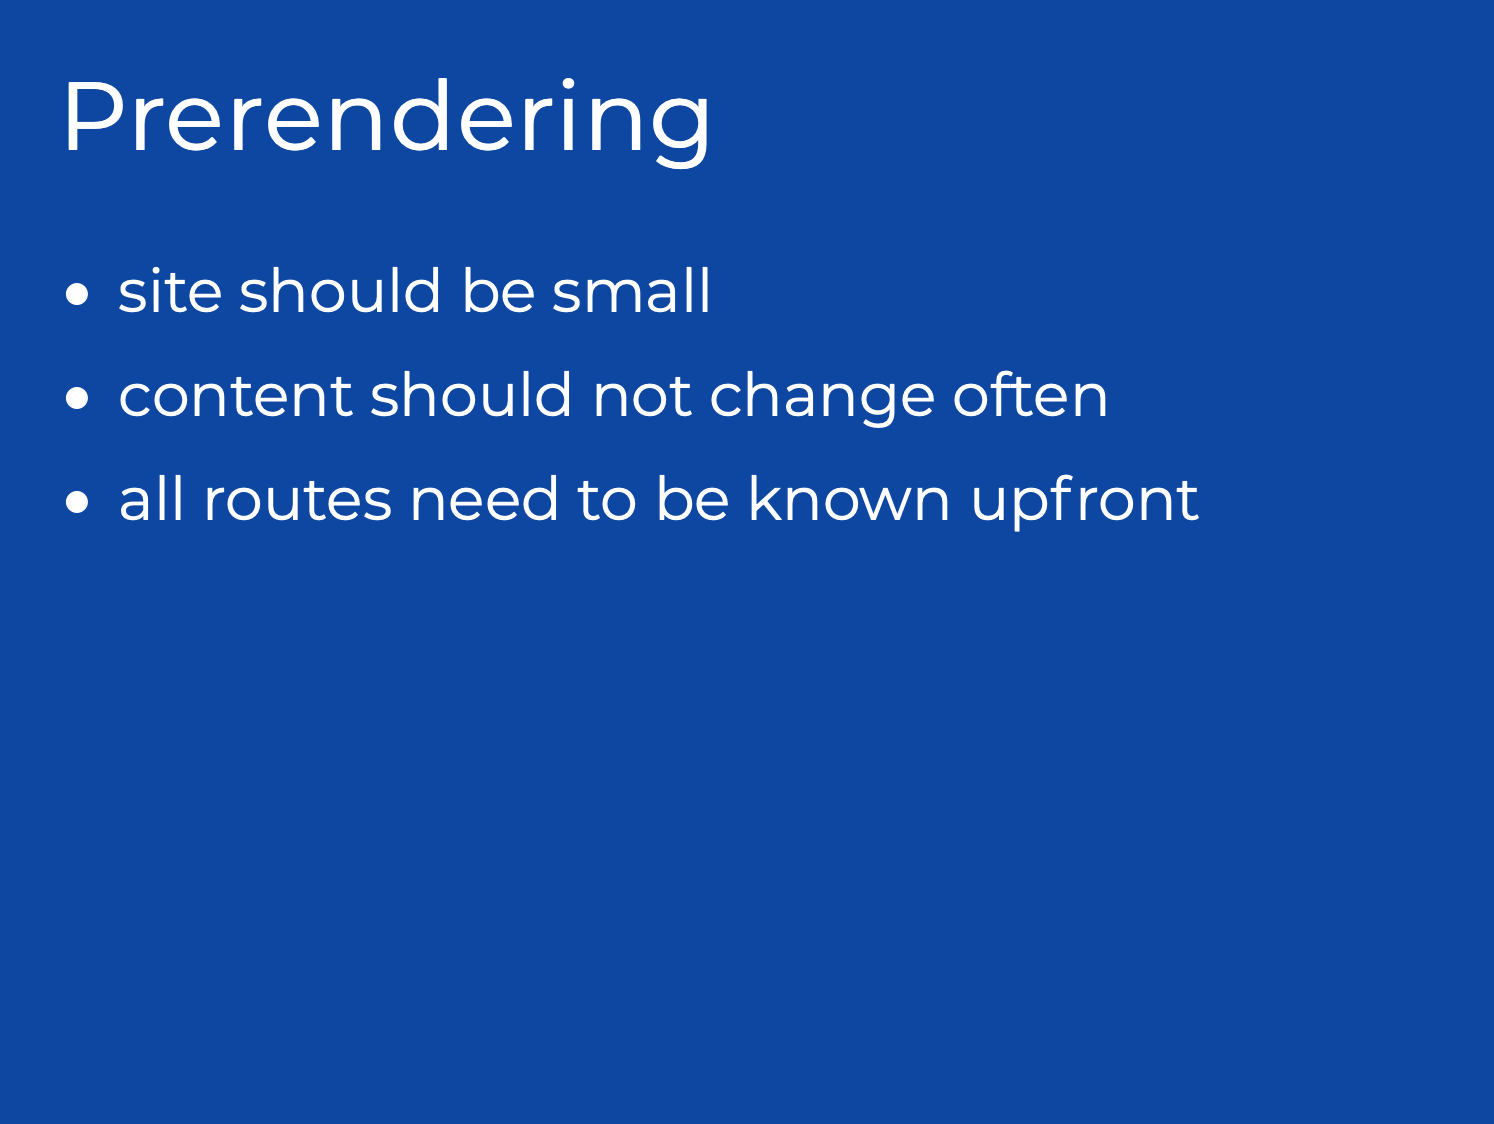 Prerendering
• site should be small
• content should not change often
• all routes need to be known upfront